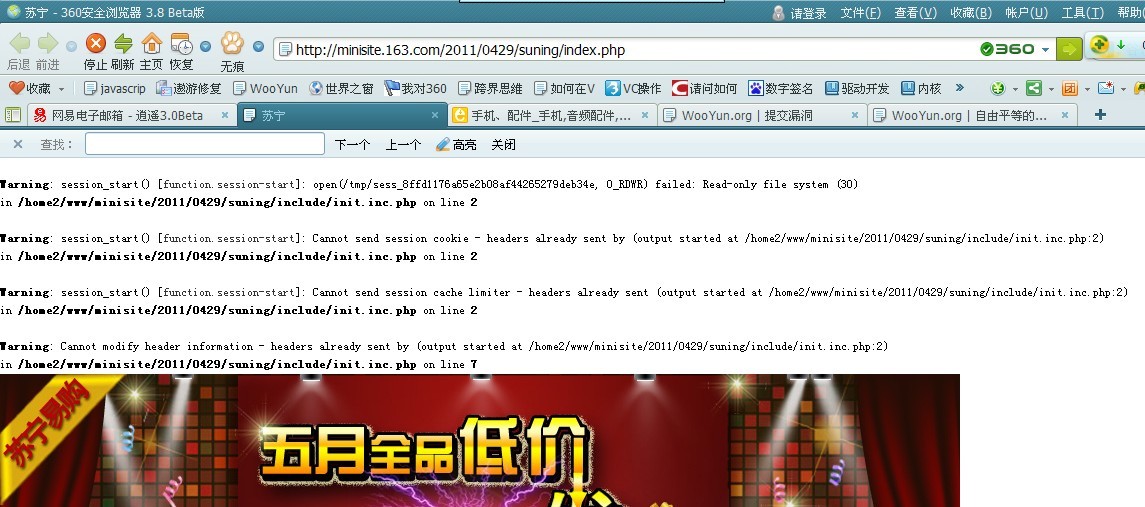 苏宁 - 360安全浏览器 3.8 Beta版 请登录 文件(F) 查看(V) 收藏(B) 帐户(U) 工具(T) 帮助
http://minisite.163.com/2011/0429/suning/index.php 360
后退 前进 停止 刷新 主页 恢复 无痕
收藏 javascrip 遨游修复 WooYun 世界之窗 我对360 跨界思维 如何在V VC操作 请问如何 数字签名 驱动开发 内核 »
网易电子邮箱 - 逍遥3.0Beta 苏宁 手机、配件_手机,音频配件,... WooYun.org | 提交漏洞 WooYun.org | 自由平等的...
查找: 下一个 上一个 高亮 关闭
Warning: session_start() [function.session-start]: open(/tmp/sess_8ffd1176a65e2b08af44265279deb34e, O_RDWR) failed: Read-only file system (30)
in /home2/www/minisite/2011/0429/suning/include/init.inc.php on line 2
Warning: session_start() [function.session-start]: Cannot send session cookie - headers already sent by (output started at /home2/www/minisite/2011/0429/suning/include/init.inc.php:2)
in /home2/www/minisite/2011/0429/suning/include/init.inc.php on line 2
Warning: session_start() [function.session-start]: Cannot send session cache limiter - headers already sent (output started at /home2/www/minisite/2011/0429/suning/include/init.inc.php:2)
in /home2/www/minisite/2011/0429/suning/include/init.inc.php on line 2
Warning: Cannot modify header information - headers already sent by (output started at /home2/www/minisite/2011/0429/suning/include/init.inc.php:2)
in /home2/www/minisite/2011/0429/suning/include/init.inc.php on line 7
苏宁易购
五月全品低价